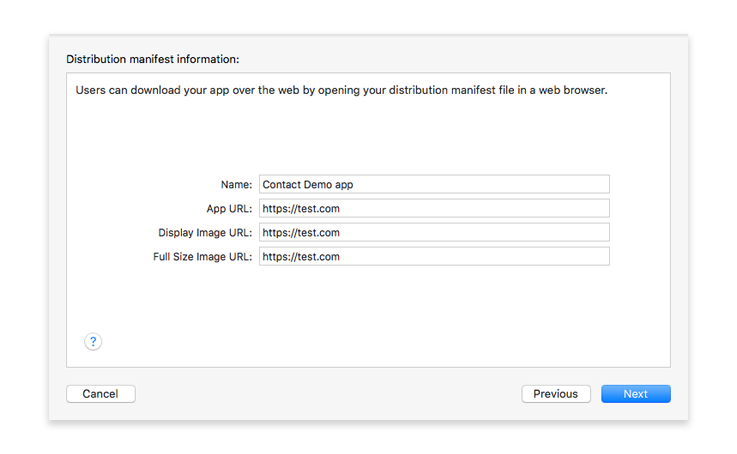 Distribution manifest information:
Users can download your app over the web by opening your distribution manifest file in a web browser.
Name: Contact Demo app
App URL: https://test.com
Display Image URL: https://test.com
Full Size Image URL: https://test.com
?
Cancel Previous Next